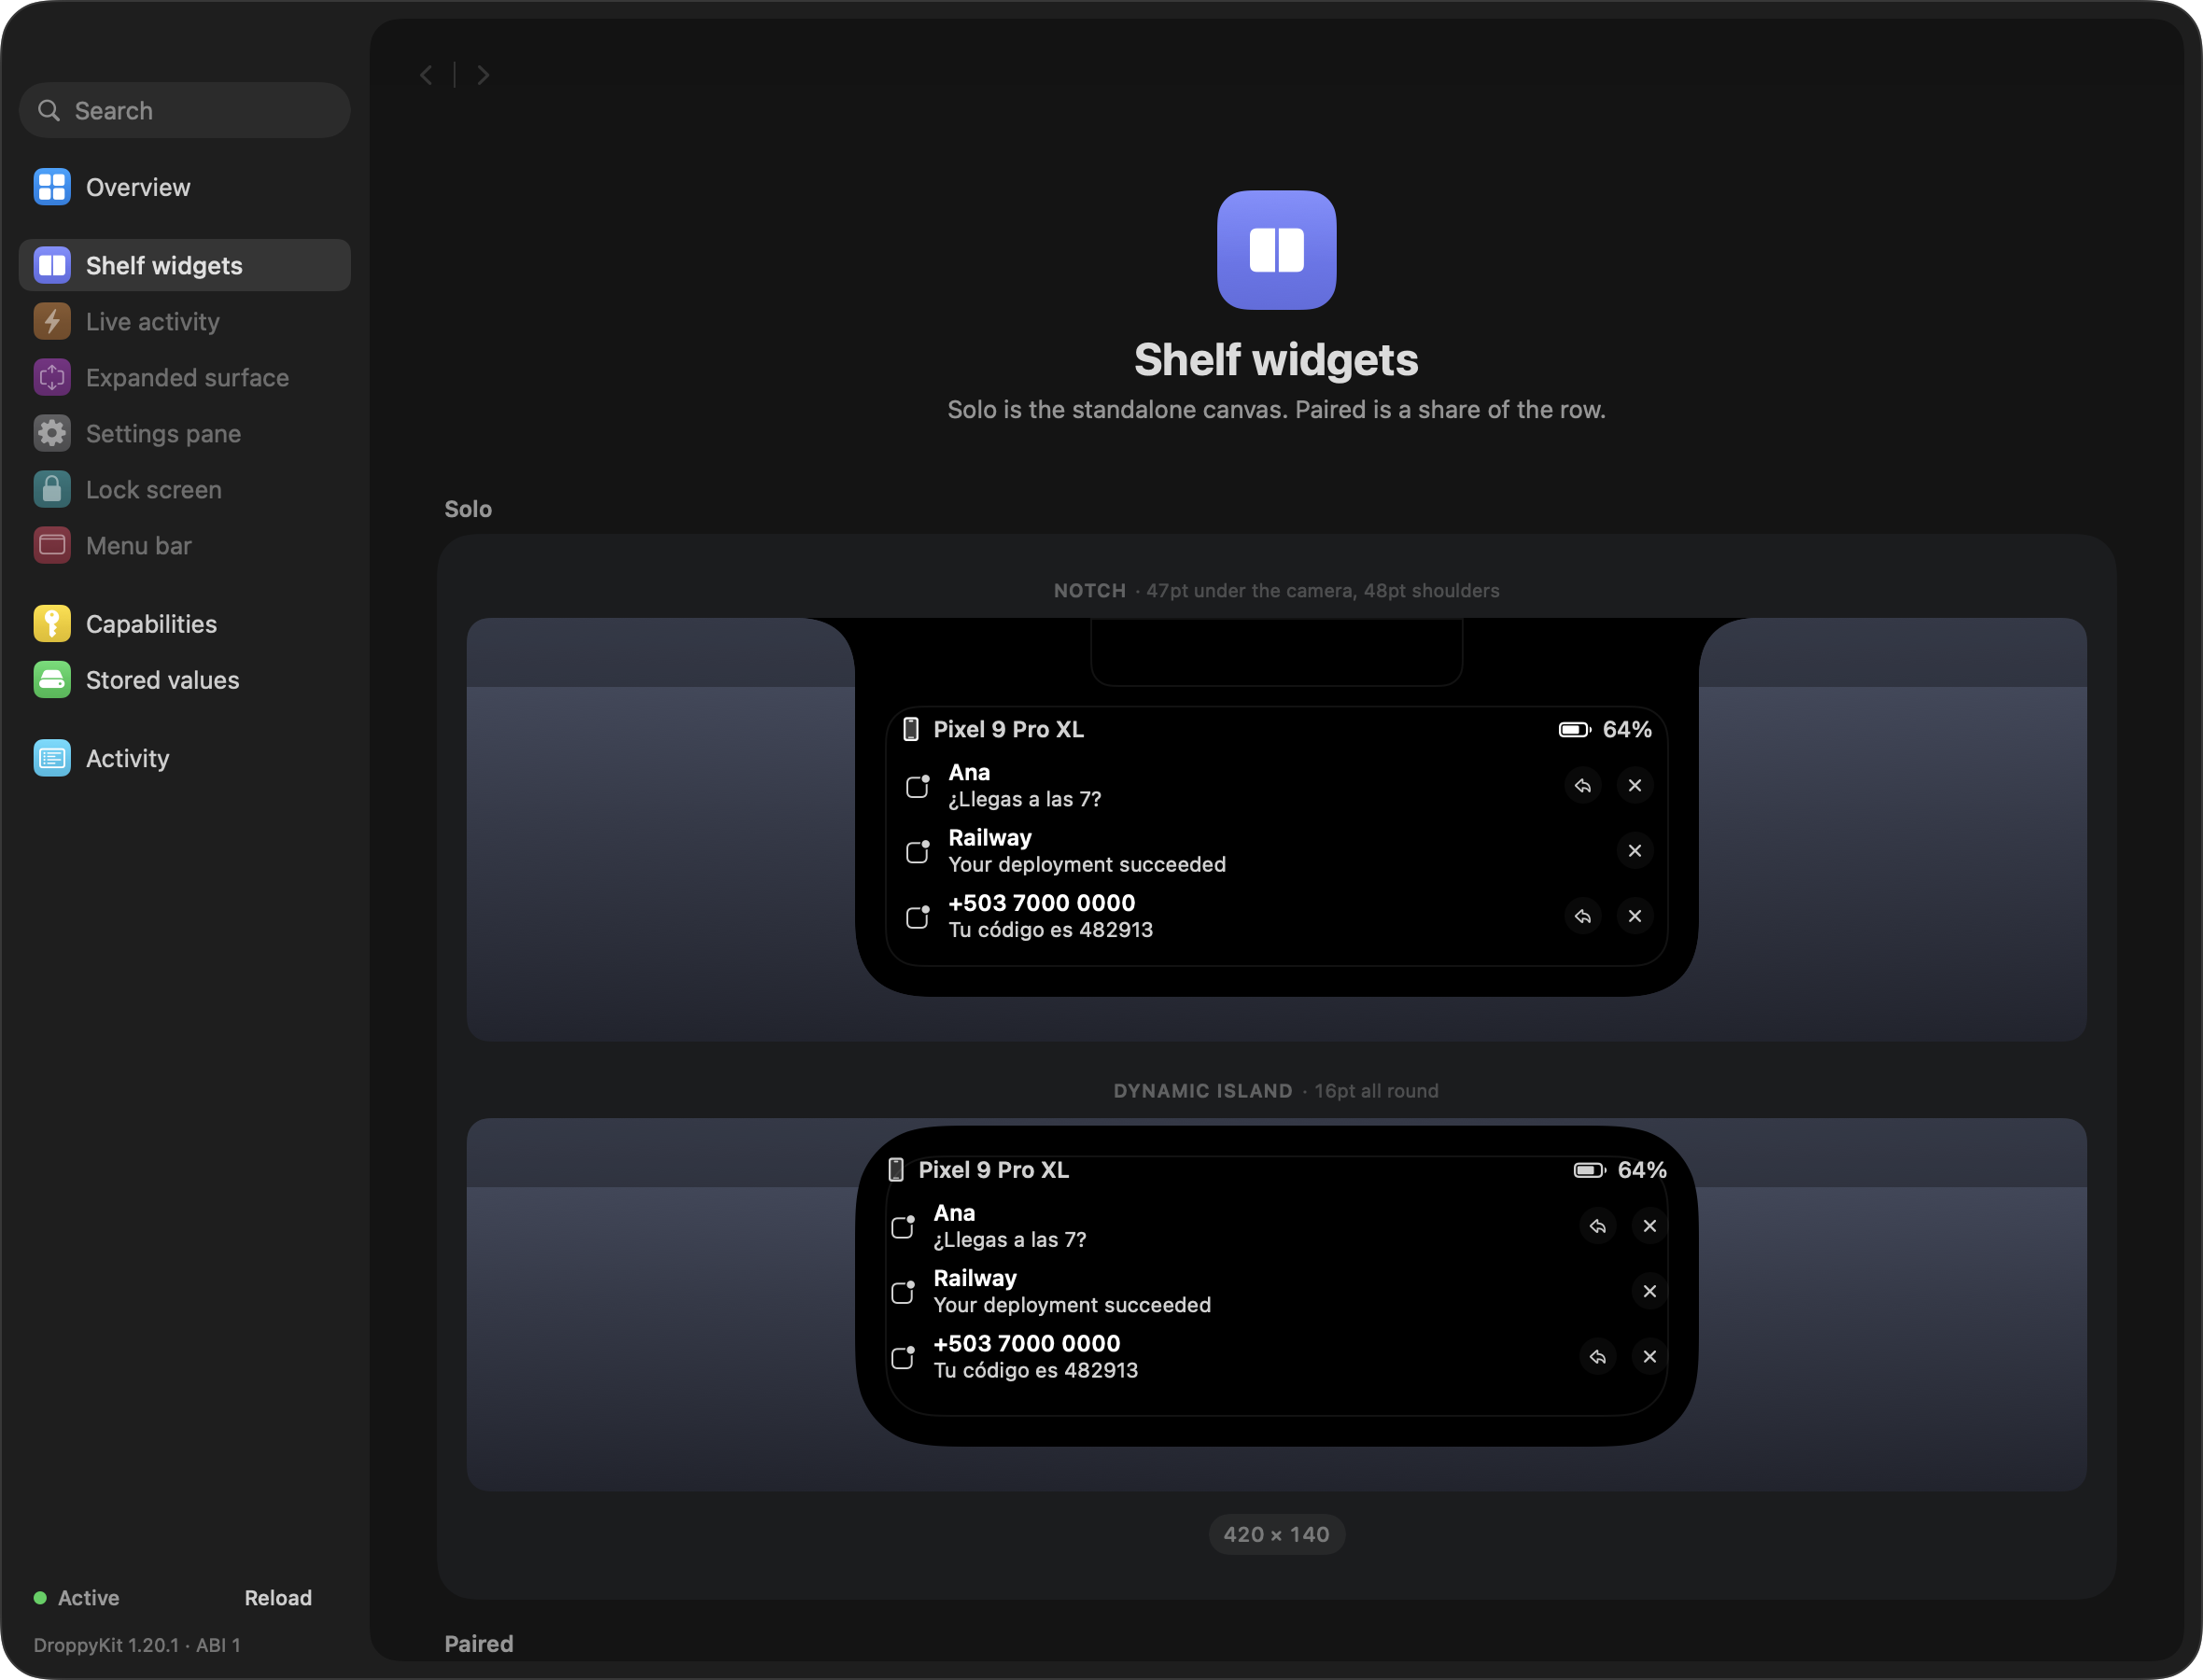 Search
Overview
Shelf widgets
Live activity
Expanded surface
Settings pane
Lock screen
Menu bar
Capabilities
Stored values
Activity
Active
Reload
DroppyKit 1.20.1 · ABI 1
Shelf widgets
Solo is the standalone canvas. Paired is a share of the row.
Solo
NOTCH · 47pt under the camera, 48pt shoulders
Pixel 9 Pro XL 64%
Ana
¿Llegas a las 7?
Railway
Your deployment succeeded
+503 7000 0000
Tu código es 482913
DYNAMIC ISLAND · 16pt all round
Pixel 9 Pro XL 64%
Ana
¿Llegas a las 7?
Railway
Your deployment succeeded
+503 7000 0000
Tu código es 482913
420 × 140
Paired